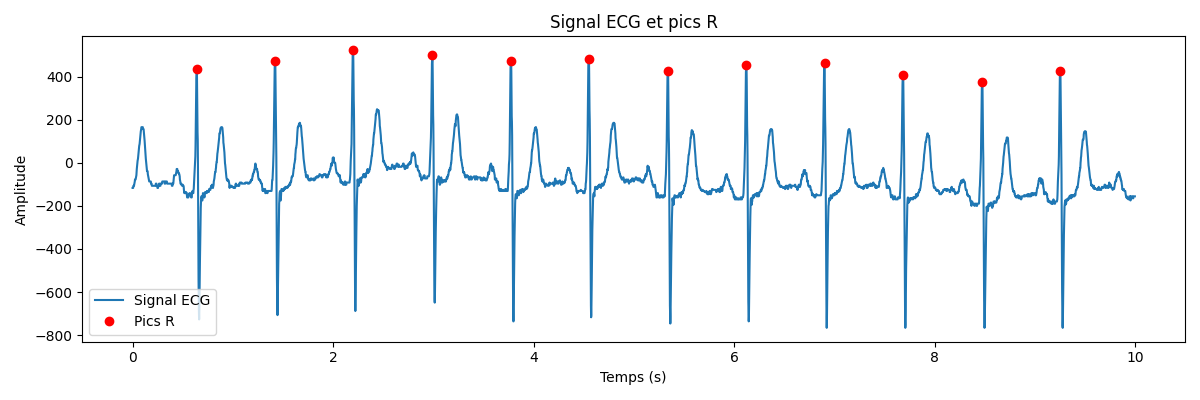 Signal ECG et pics R
Amplitude
400
200
0
−200
−400
−600
−800
Signal ECG
Pics R
0 2 4 6 8 10
Temps (s)